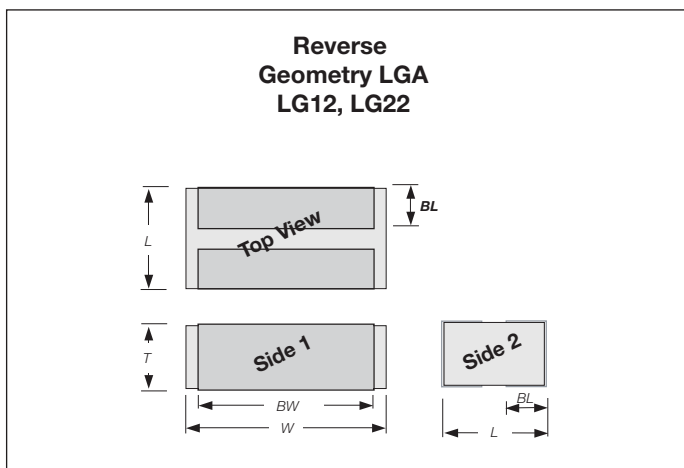 Reverse
Geometry LGA
LG12, LG22
BL
L
Top View
T
Side 1
Side 2
BW
BL
W
L